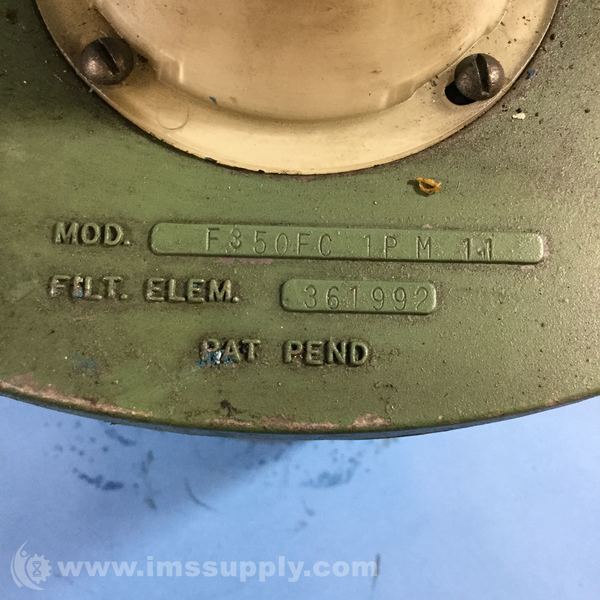 MOD. F350FC 1P M 11
FILT. ELEM. 361992
PAT PEND
www.imssupply.com